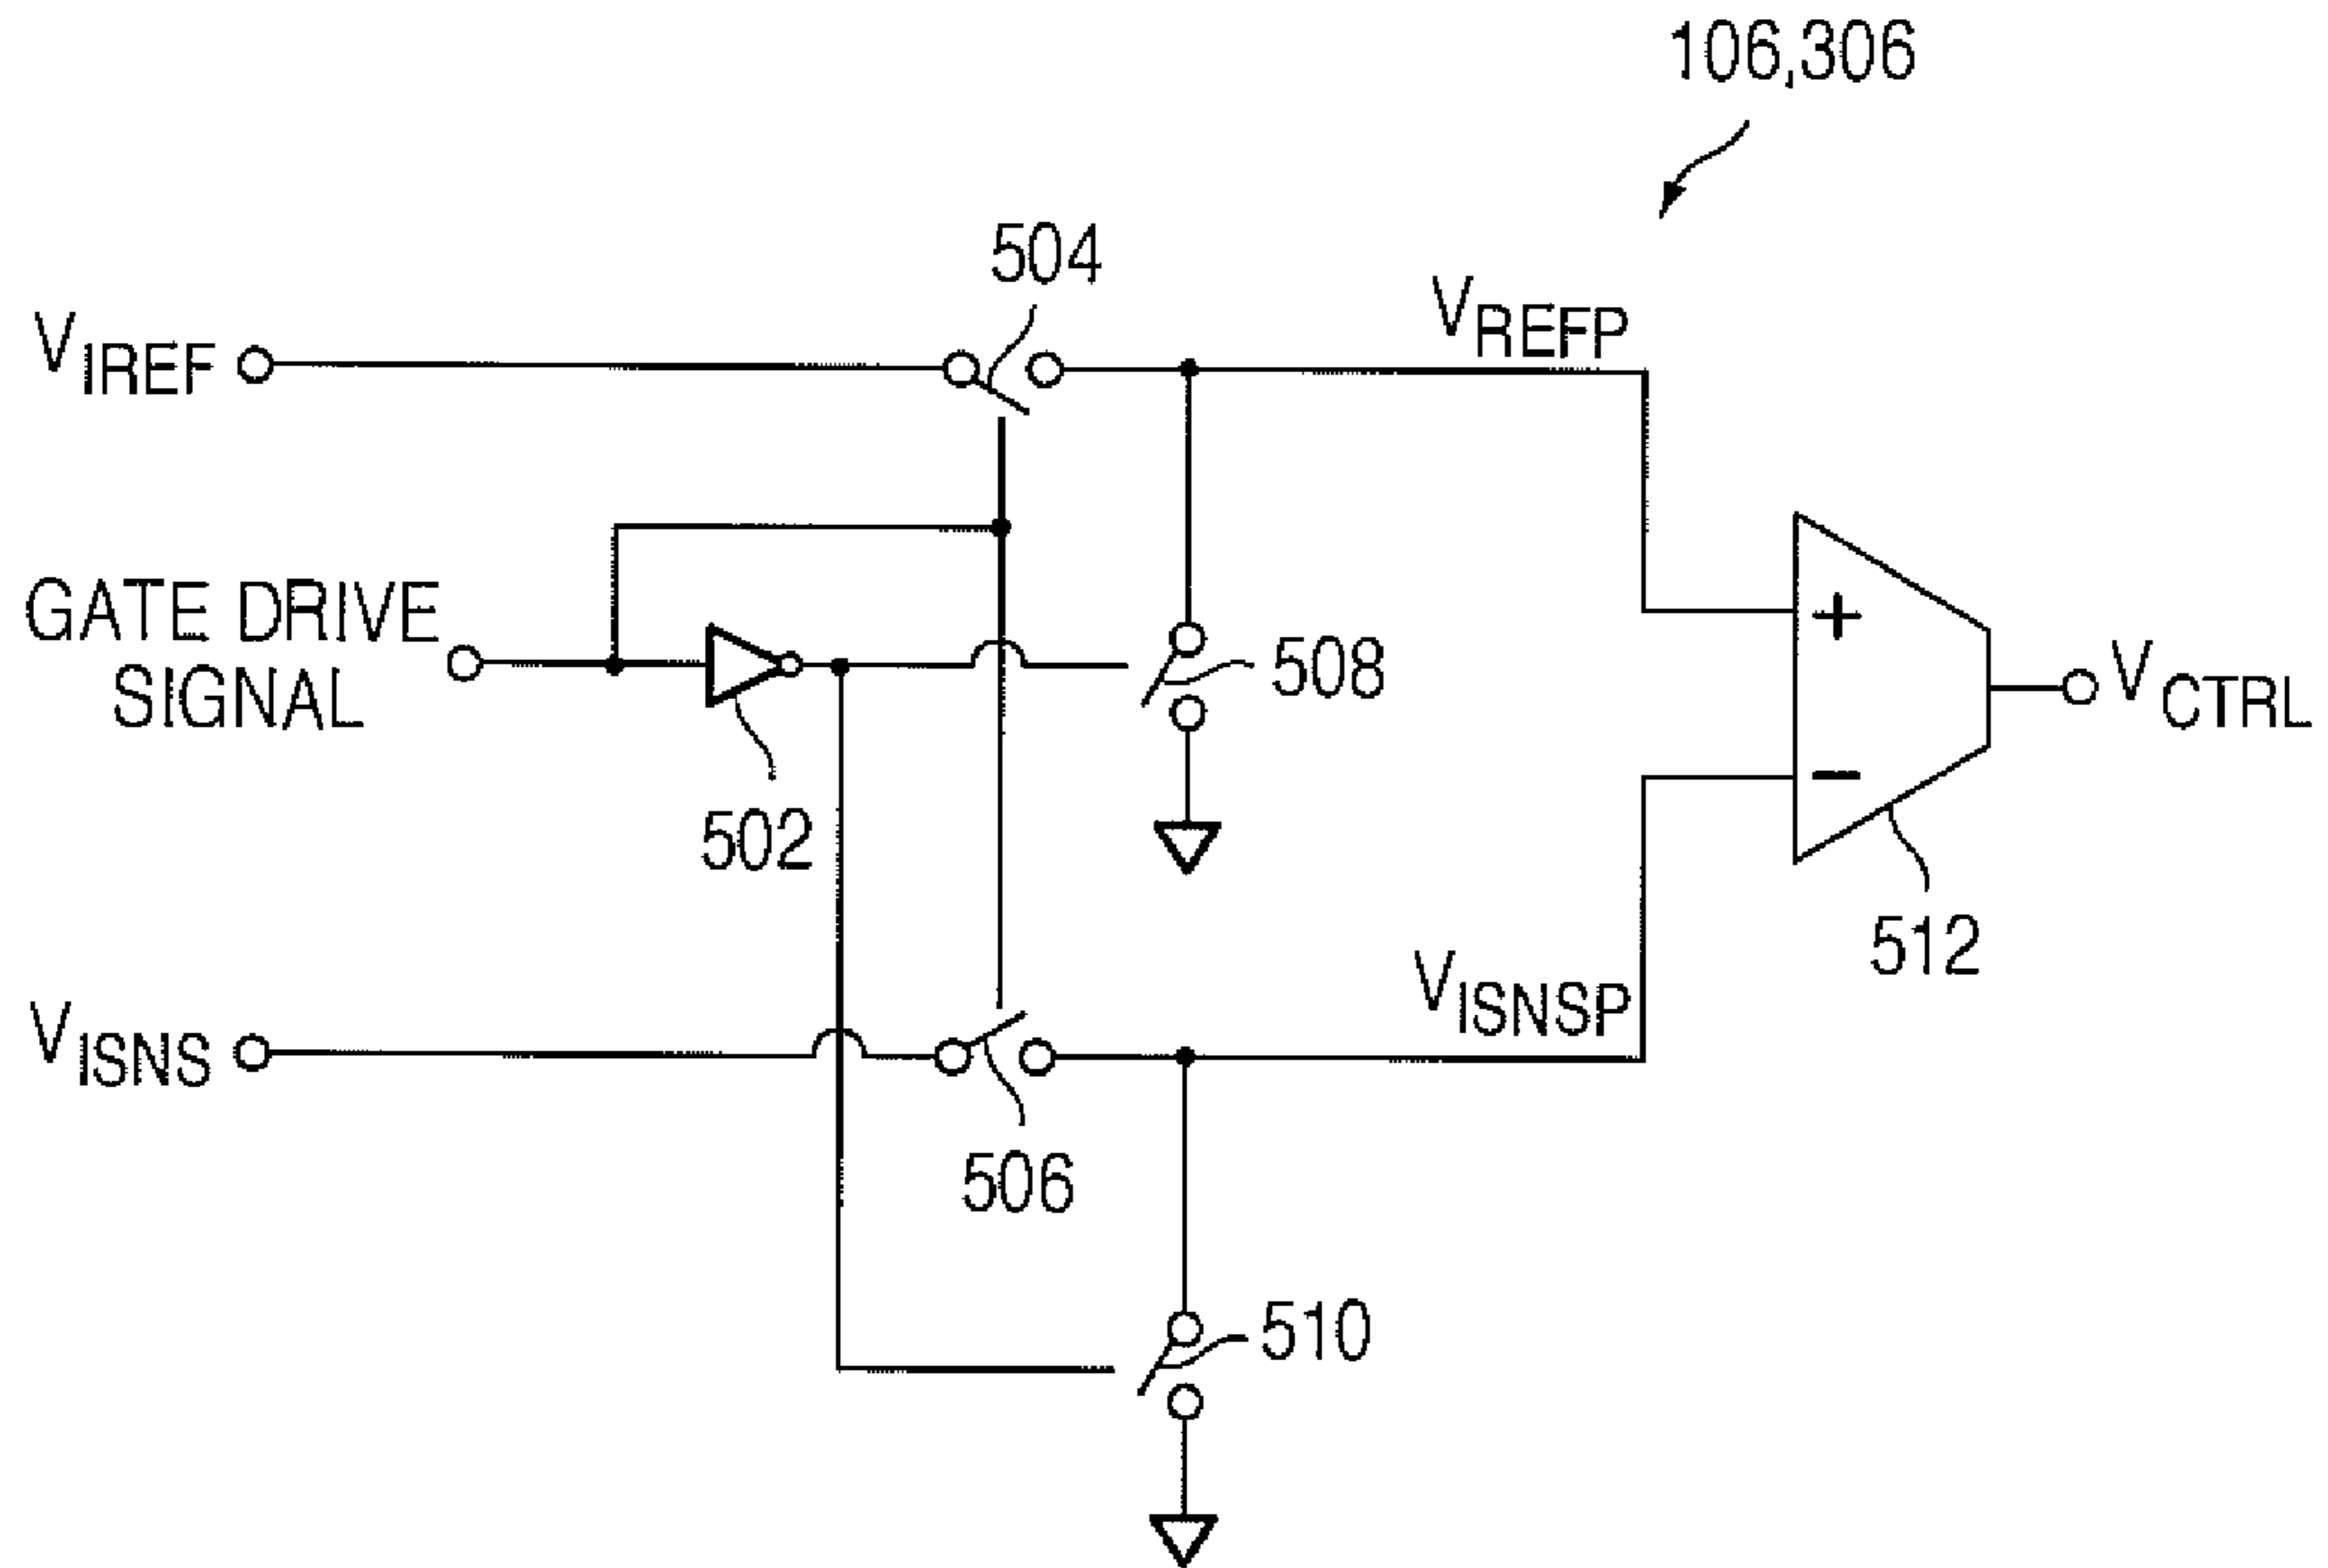 106,306
504
VIREF
VREFP
GATE DRIVE
SIGNAL
508
+
VCTRL
−
502
512
VISNS
VISNSP
506
510